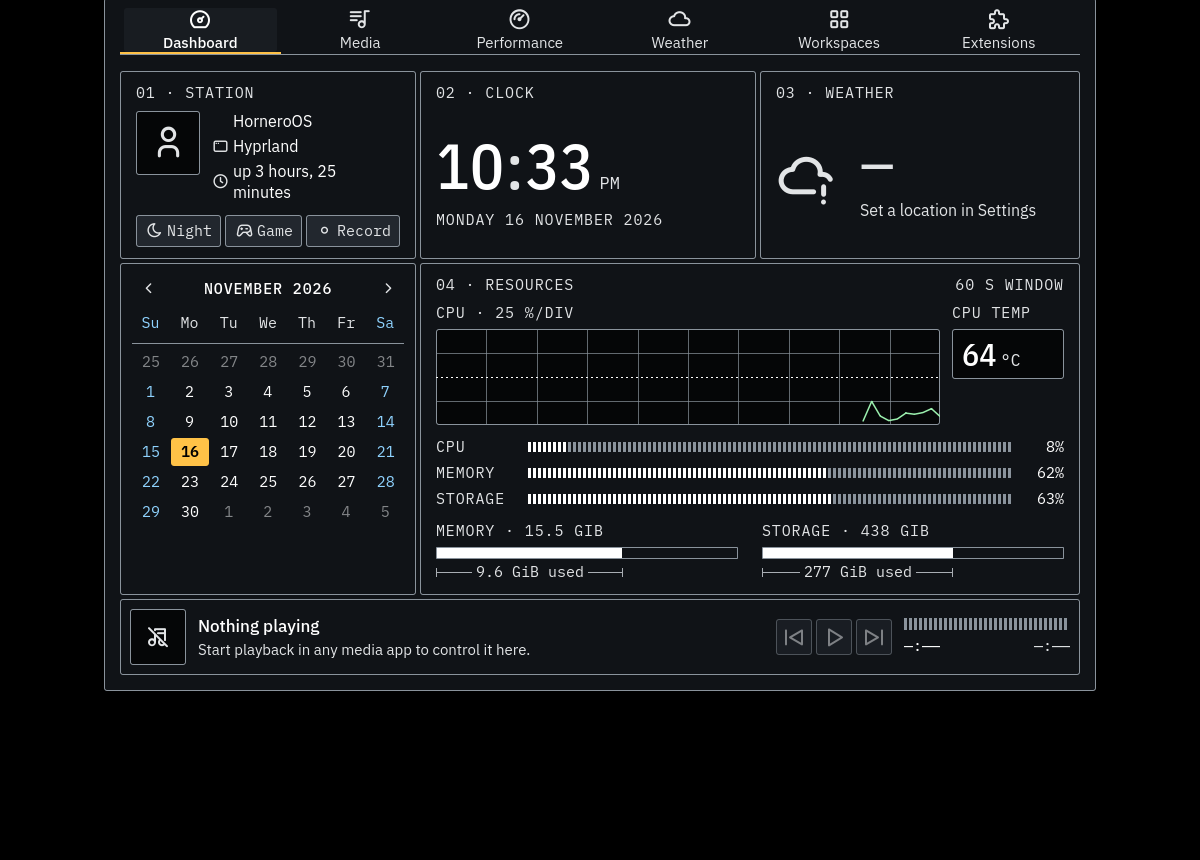 Dashboard
Media
Performance
Weather
Workspaces
Extensions
01 · STATION
HorneroOS
Hyprland
up 3 hours, 25
minutes
Night
Game
Record
02 · CLOCK
10:33 PM
MONDAY 16 NOVEMBER 2026
03 · WEATHER
—
Set a location in Settings
NOVEMBER 2026
Su Mo Tu We Th Fr Sa
25 26 27 28 29 30 31
1 2 3 4 5 6 7
8 9 10 11 12 13 14
15 16 17 18 19 20 21
22 23 24 25 26 27 28
29 30 1 2 3 4 5
04 · RESOURCES
60 S WINDOW
CPU · 25 %/DIV
CPU TEMP
64 °C
CPU 8%
MEMORY 62%
STORAGE 63%
MEMORY · 15.5 GIB
9.6 GiB used
STORAGE · 438 GIB
277 GiB used
Nothing playing
Start playback in any media app to control it here.
–:––
–:––